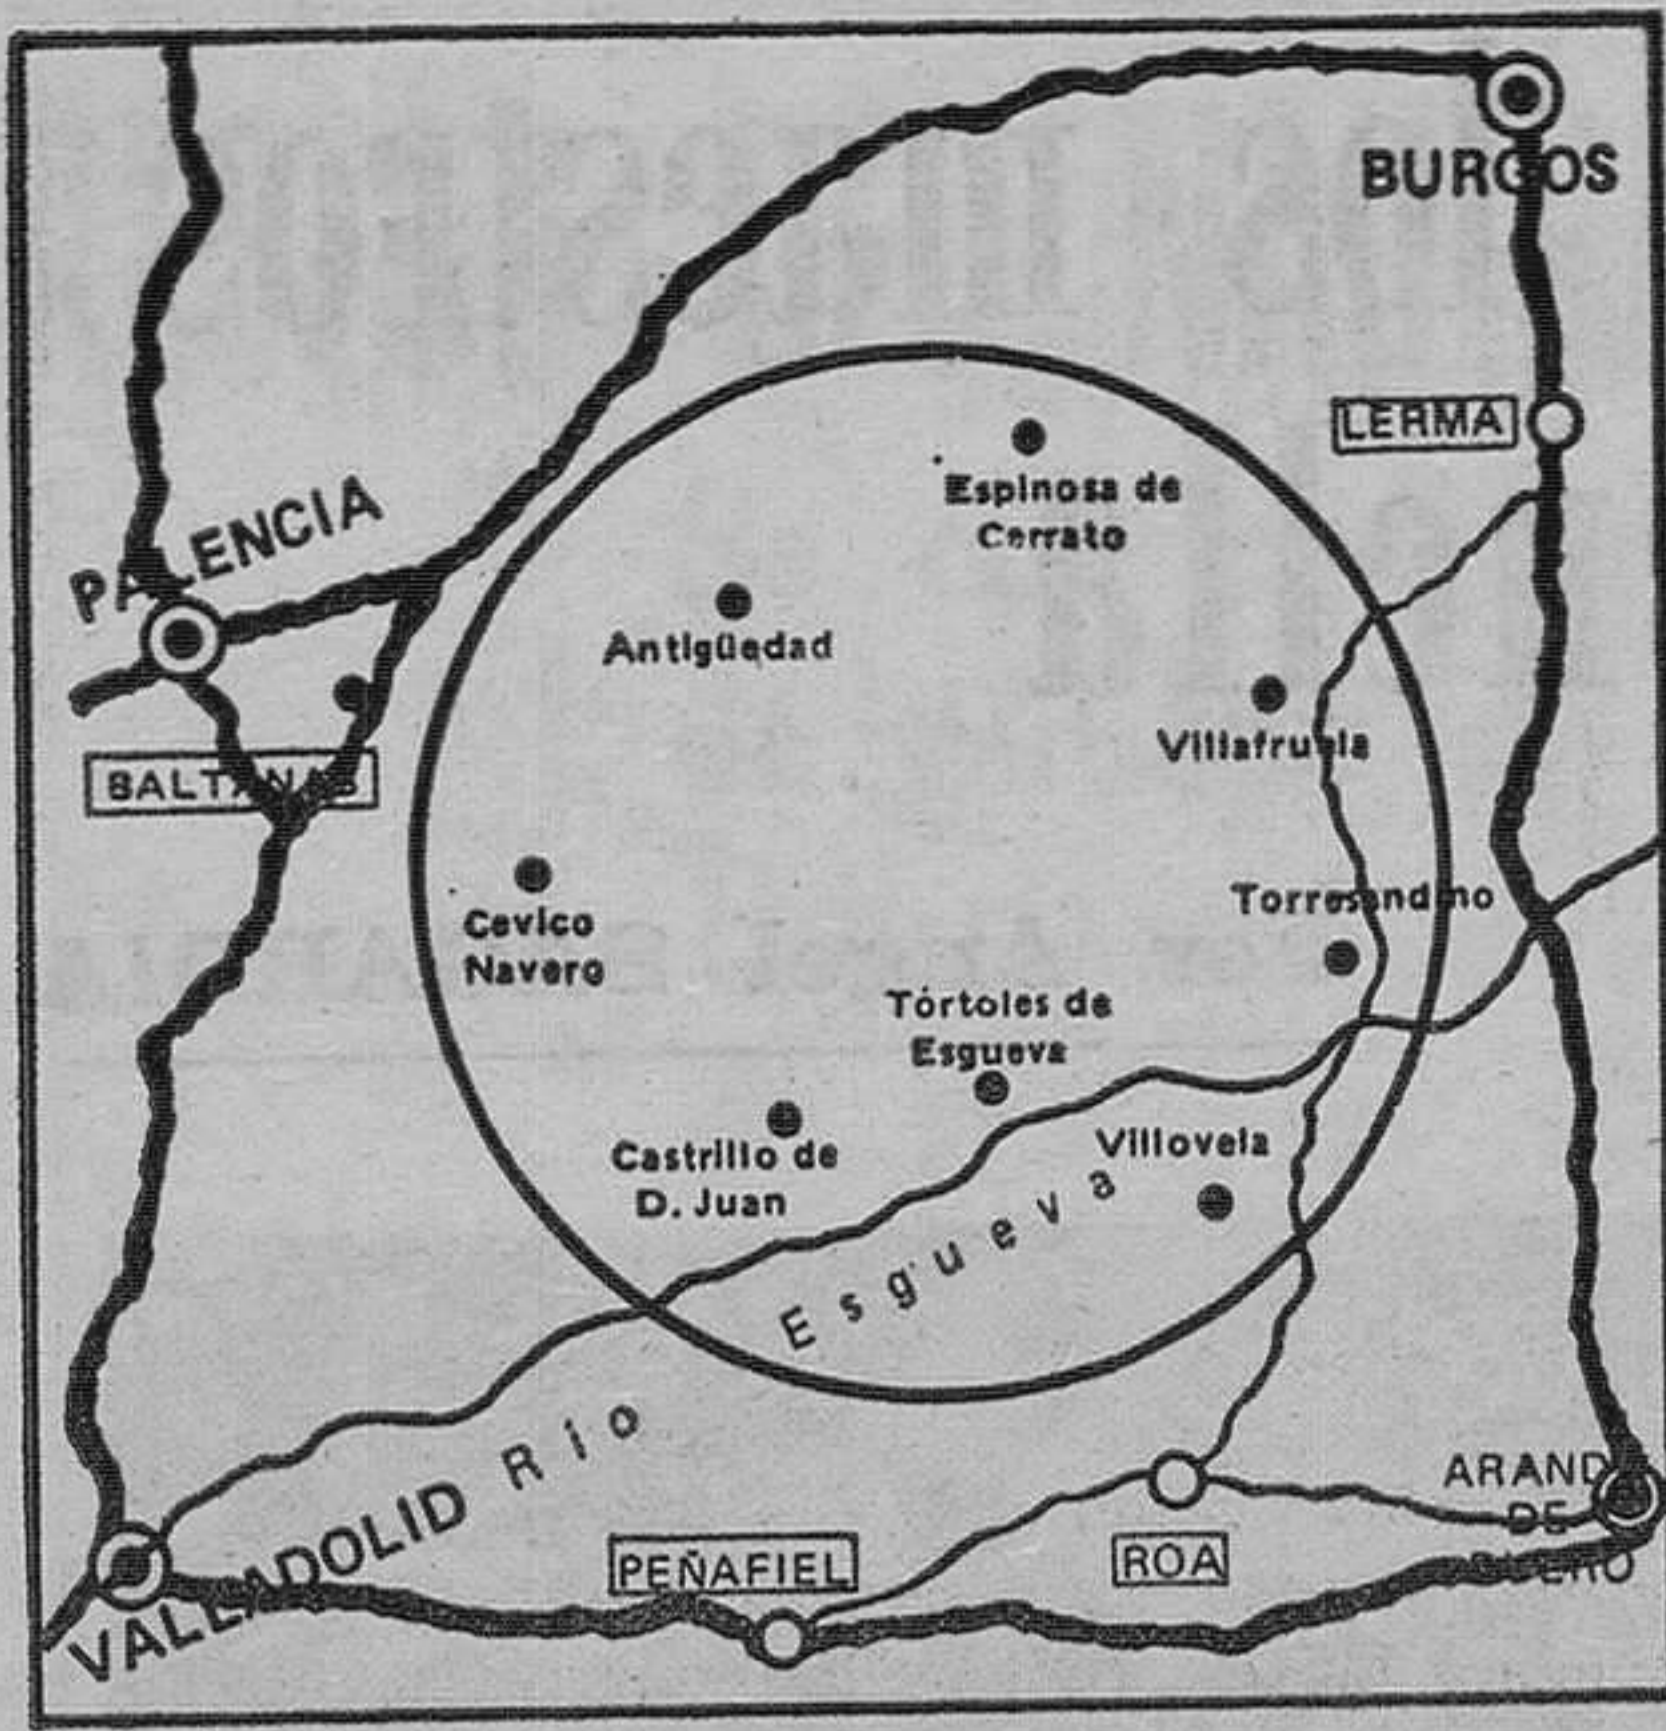 BURGOS
LERMA
Espinosa de
Cerrato
PALENCIA
Antigüedad
Villafruela
BALTANAS
Cevico
Navero
Torresandino
Tórtoles de
Esgueva
Castrillo de
D. Juan
Villovela
Río Esgueva
VALLADOLID
PEÑAFIEL
ROA
ARANDA
DE
DUERO